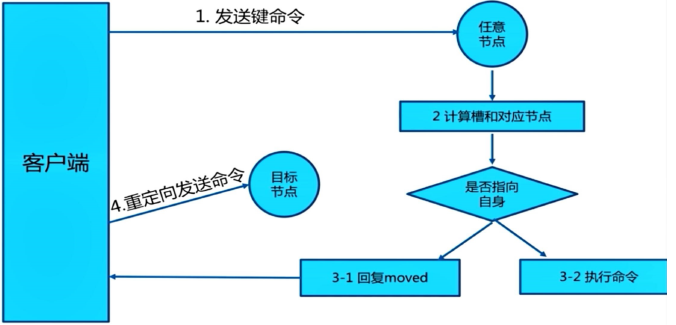 1. 发送键命令
任意
节点
2 计算槽和对应节点
客户端
目标
节点
是否指向
自身
4.重定向发送命令
3-1 回复moved
3-2 执行命令